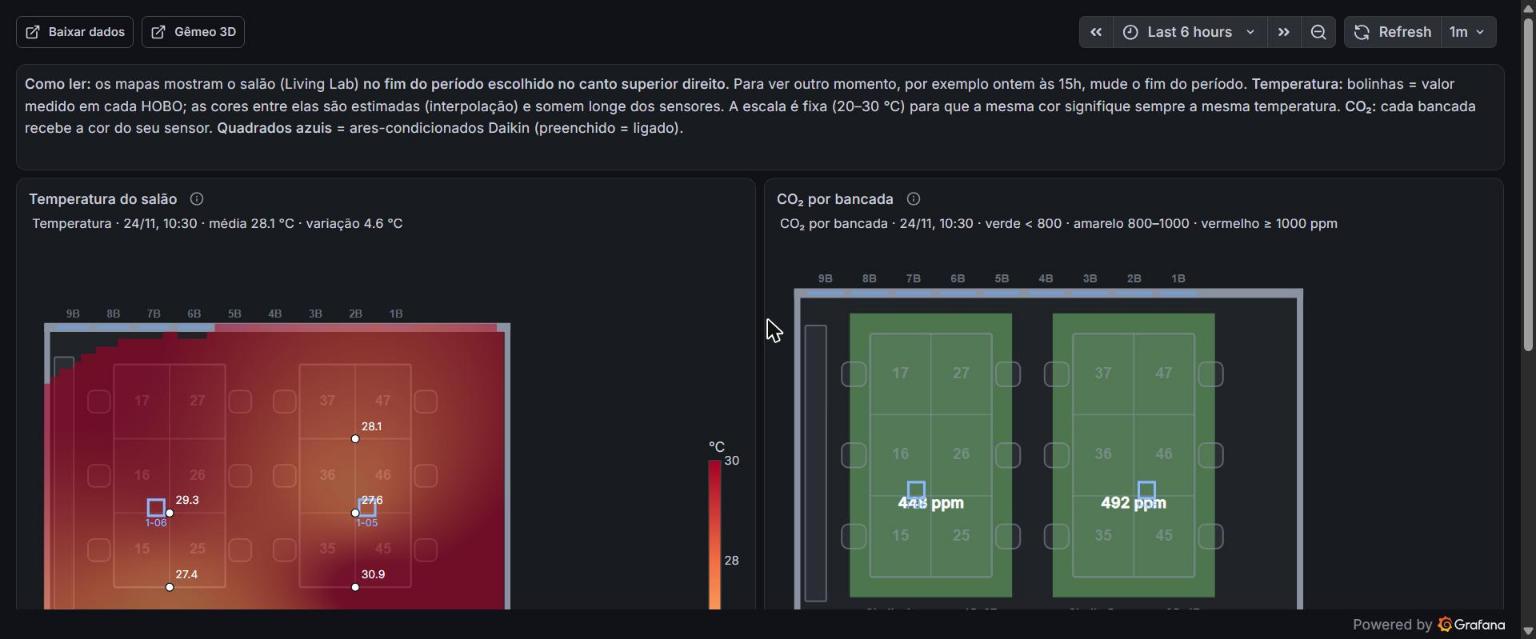 Baixar dados
Gêmeo 3D
Last 6 hours
Refresh
1m
Como ler: os mapas mostram o salão (Living Lab) no fim do período escolhido no canto superior direito. Para ver outro momento, por exemplo ontem às 15h, mude o fim do período. Temperatura: bolinhas = valor
medido em cada HOBO; as cores entre elas são estimadas (interpolação) e somem longe dos sensores. A escala é fixa (20–30 °C) para que a mesma cor signifique sempre a mesma temperatura. CO₂: cada bancada
recebe a cor do seu sensor. Quadrados azuis = ares-condicionados Daikin (preenchido = ligado).
Temperatura do salão
Temperatura · 24/11, 10:30 · média 28.1 °C · variação 4.6 °C
9B 8B 7B 6B 5B 4B 3B 2B 1B
17 27 37 47
28.1
16 26 36 46
29.3
27.6
1-06
1-05
15 25 35 45
27.4
30.9
°C
30
28
CO₂ por bancada
CO₂ por bancada · 24/11, 10:30 · verde < 800 · amarelo 800–1000 · vermelho ≥ 1000 ppm
9B 8B 7B 6B 5B 4B 3B 2B 1B
17 27 37 47
16 26 36 46
448 ppm
492 ppm
15 25 35 45
Powered by Grafana